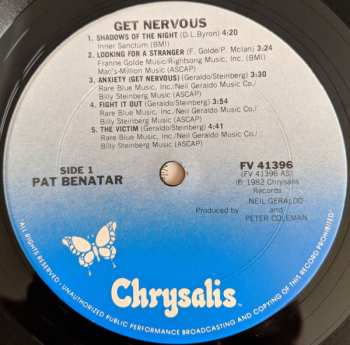 GET NERVOUS
1. SHADOWS OF THE NIGHT (D.L. Byron) 4:20
Inner Sanctum (BMI)
2. LOOKING FOR A STRANGER (F. Golde/P. Mclan) 3:24
Franne Golde Music/Rightsong Music, Inc. (BMI)
Mac's-Million Music (ASCAP)
3. ANXIETY (GET NERVOUS) (Geraldo/Steinberg) 3:30
Rare Blue Music, Inc./Neil Geraldo Music Co./
Billy Steinberg Music (ASCAP)
4. FIGHT IT OUT (Geraldo/Steinberg) 3:54
Rare Blue Music, Inc./Neil Geraldo Music Co./
Billy Steinberg Music (ASCAP)
5. THE VICTIM (Geraldo/Steinberg) 4:41
Rare Blue Music, Inc./Neil Geraldo Music Co./
Billy Steinberg Music (ASCAP)
SIDE 1
PAT BENATAR
FV 41396
(FV 41396 AS)
℗ 1982 Chrysalis
Records
Produced by NEIL GERALDO
and
PETER COLEMAN
Chrysalis
ALL RIGHTS RESERVED. UNAUTHORIZED PUBLIC PERFORMANCE BROADCASTING AND COPYING OF THIS RECORD PROHIBITED.